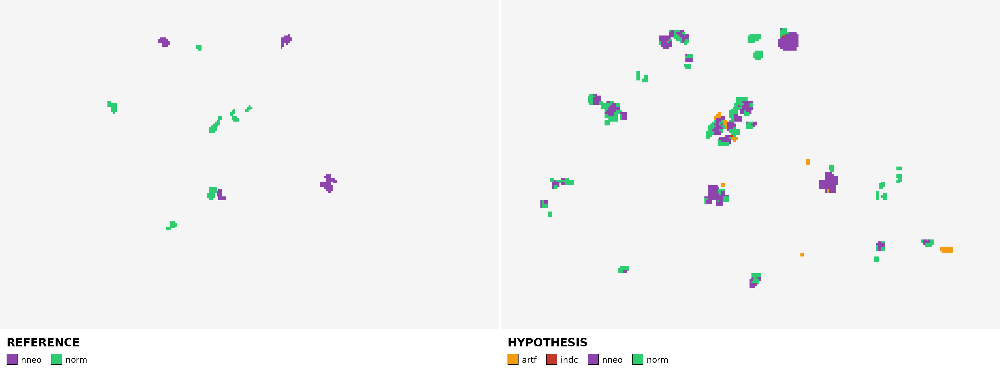 REFERENCE
nneo norm
HYPOTHESIS
artf indc nneo norm